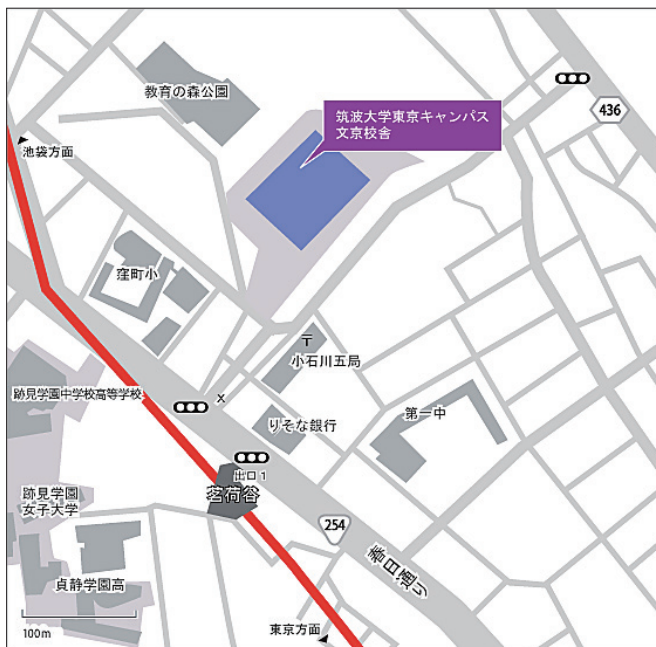 教育の森公園
436
筑波大学東京キャンパス
文京校舎
池袋方面
窪町小
〒
小石川五局
跡見学園中学校高等学校
x
りそな銀行
第一中
出口1
茗荷谷
跡見学園
女子大学
254
春日通り
貞静学園高
100m
東京方面